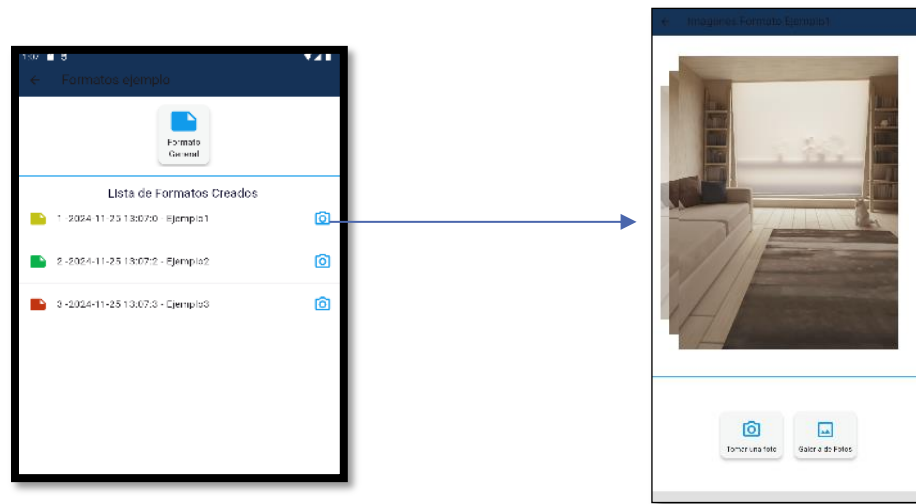 1:07
Formatos ejemplo
Formato
General
Lista de Formatos Creados
1 -2024-11-25 13:07:0 - Ejemplo1
2 -2024-11-25 13:07:2 - Ejemplo2
3 -2024-11-25 13:07:3 - Ejemplo3
Imagenes Formato Ejemplo1
Tomar una foto
Galeria de Fotos